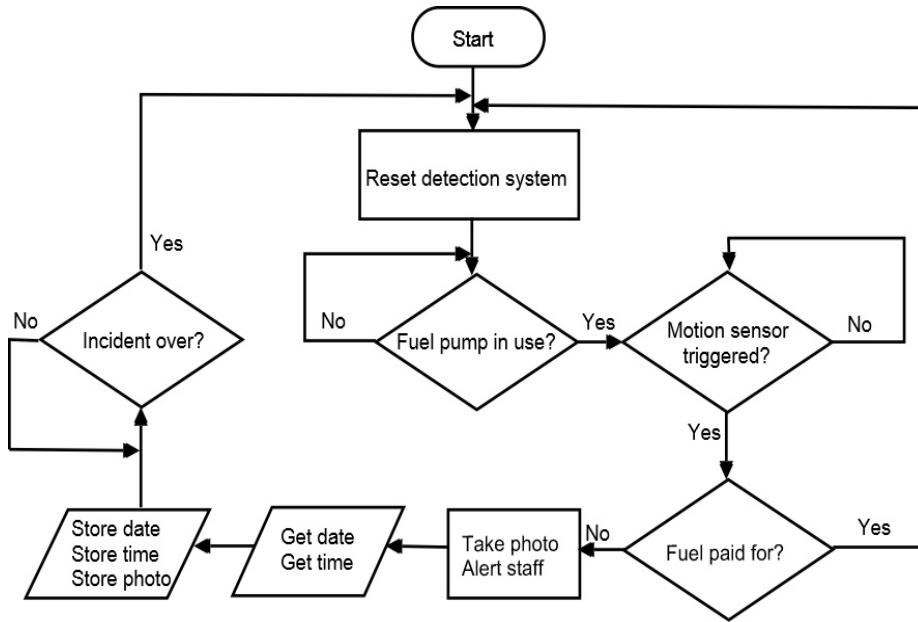 Start
Reset detection system
Yes
No
Incident over?
No
Fuel pump in use?
Yes
Motion sensor
triggered?
No
Yes
Store date
Store time
Store photo
Get date
Get time
Take photo
Alert staff
No
Fuel paid for?
Yes